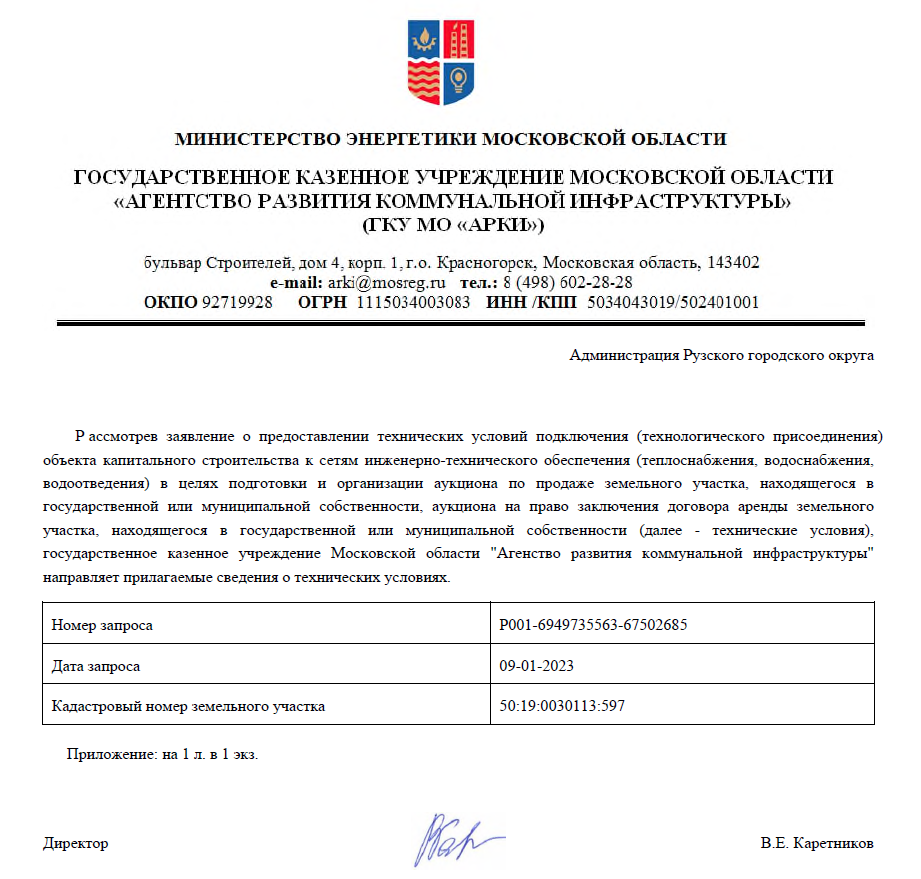 МИНИСТЕРСТВО ЭНЕРГЕТИКИ МОСКОВСКОЙ ОБЛАСТИ
ГОСУДАРСТВЕННОЕ КАЗЕННОЕ УЧРЕЖДЕНИЕ МОСКОВСКОЙ ОБЛАСТИ
«АГЕНТСТВО РАЗВИТИЯ КОММУНАЛЬНОЙ ИНФРАСТРУКТУРЫ»
(ГКУ МО «АРКИ»)
бульвар Строителей, дом 4, корп. 1, г.о. Красногорск, Московская область, 143402
e-mail: arki@mosreg.ru тел.: 8 (498) 602-28-28
ОКПО 92719928 ОГРН 1115034003083 ИНН /КПП 5034043019/502401001
Администрация Рузского городского округа
Р ассмотрев заявление о предоставлении технических условий подключения (технологического присоединения)
объекта капитального строительства к сетям инженерно-технического обеспечения (теплоснабжения, водоснабжения,
водоотведения) в целях подготовки и организации аукциона по продаже земельного участка, находящегося в
государственной или муниципальной собственности, аукциона на право заключения договора аренды земельного
участка, находящегося в государственной или муниципальной собственности (далее - технические условия),
государственное казенное учреждение Московской области "Агенство развития коммунальной инфраструктуры"
направляет прилагаемые сведения о технических условиях.
Номер запроса P001-6949735563-67502685
Дата запроса 09-01-2023
Кадастровый номер земельного участка 50:19:0030113:597
Приложение: на 1 л. в 1 экз.
Директор В.Е. Каретников